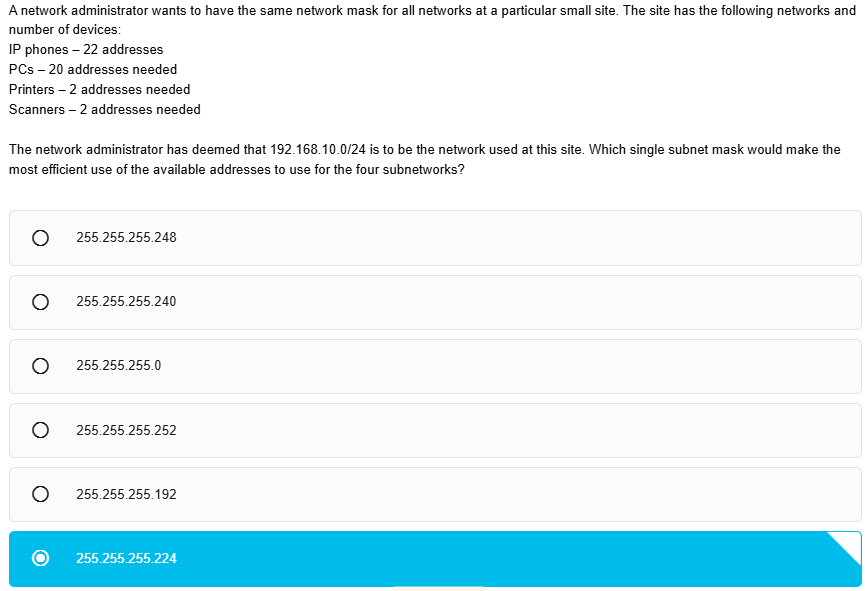 A network administrator wants to have the same network mask for all networks at a particular small site. The site has the following networks and
number of devices:
IP phones – 22 addresses
PCs – 20 addresses needed
Printers – 2 addresses needed
Scanners – 2 addresses needed
The network administrator has deemed that 192.168.10.0/24 is to be the network used at this site. Which single subnet mask would make the
most efficient use of the available addresses to use for the four subnetworks?
255.255.255.248
255.255.255.240
255.255.255.0
255.255.255.252
255.255.255.192
255.255.255.224